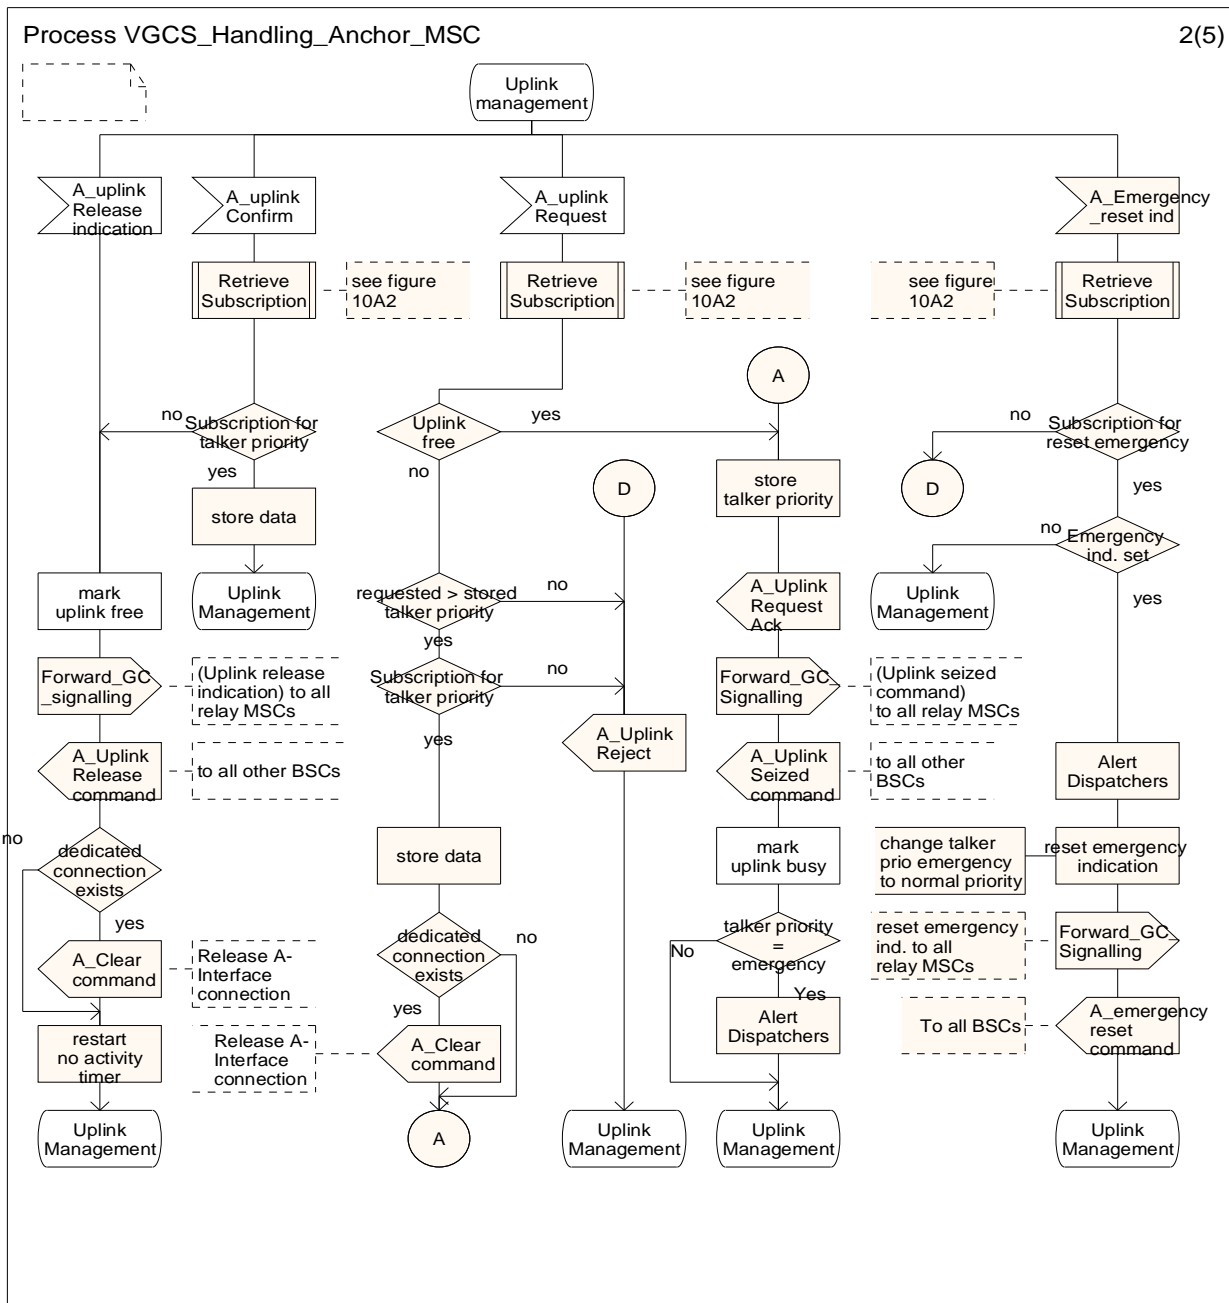 Process VGCS_Handling_Anchor_MSC
2(5)
Uplink
management
A_uplink
Release
indication
A_uplink
Confirm
A_uplink
Request
A_Emergency
_reset ind
Retrieve
Subscription
see figure
10A2
Retrieve
Subscription
see figure
10A2
see figure
10A2
Retrieve
Subscription
A
no
Subscription for
talker priority
yes
Uplink
free
yes
no
no
Subscription for
reset emergency
yes
D
D
store data
store
talker priority
no
Emergency
ind. set
yes
mark
uplink free
Uplink
Management
requested > stored
talker priority
no
yes
A_Uplink
Request
Ack
Uplink
Management
Forward_GC
_signalling
(Uplink release
indication) to all
relay MSCs
Subscription for
talker priority
no
yes
Forward_GC_
Signalling
(Uplink seized
command)
to all relay MSCs
A_Uplink
Reject
A_Uplink
Release
command
to all other BSCs
A_Uplink
Seized
command
to all other
BSCs
Alert
Dispatchers
no
dedicated
connection
exists
yes
store data
mark
uplink busy
change talker
prio emergency
to normal priority
reset emergency
indication
A_Clear
command
Release A-
Interface
connection
dedicated
connection
exists
no
yes
talker priority
=
emergency
No
Yes
reset emergency
ind. to all
relay MSCs
Forward_GC_
Signalling
restart
no activity
timer
Release A-
Interface
connection
A_Clear
command
Alert
Dispatchers
To all BSCs
A_emergency
reset
command
Uplink
Management
A
Uplink
Management
Uplink
Management
Uplink
Management